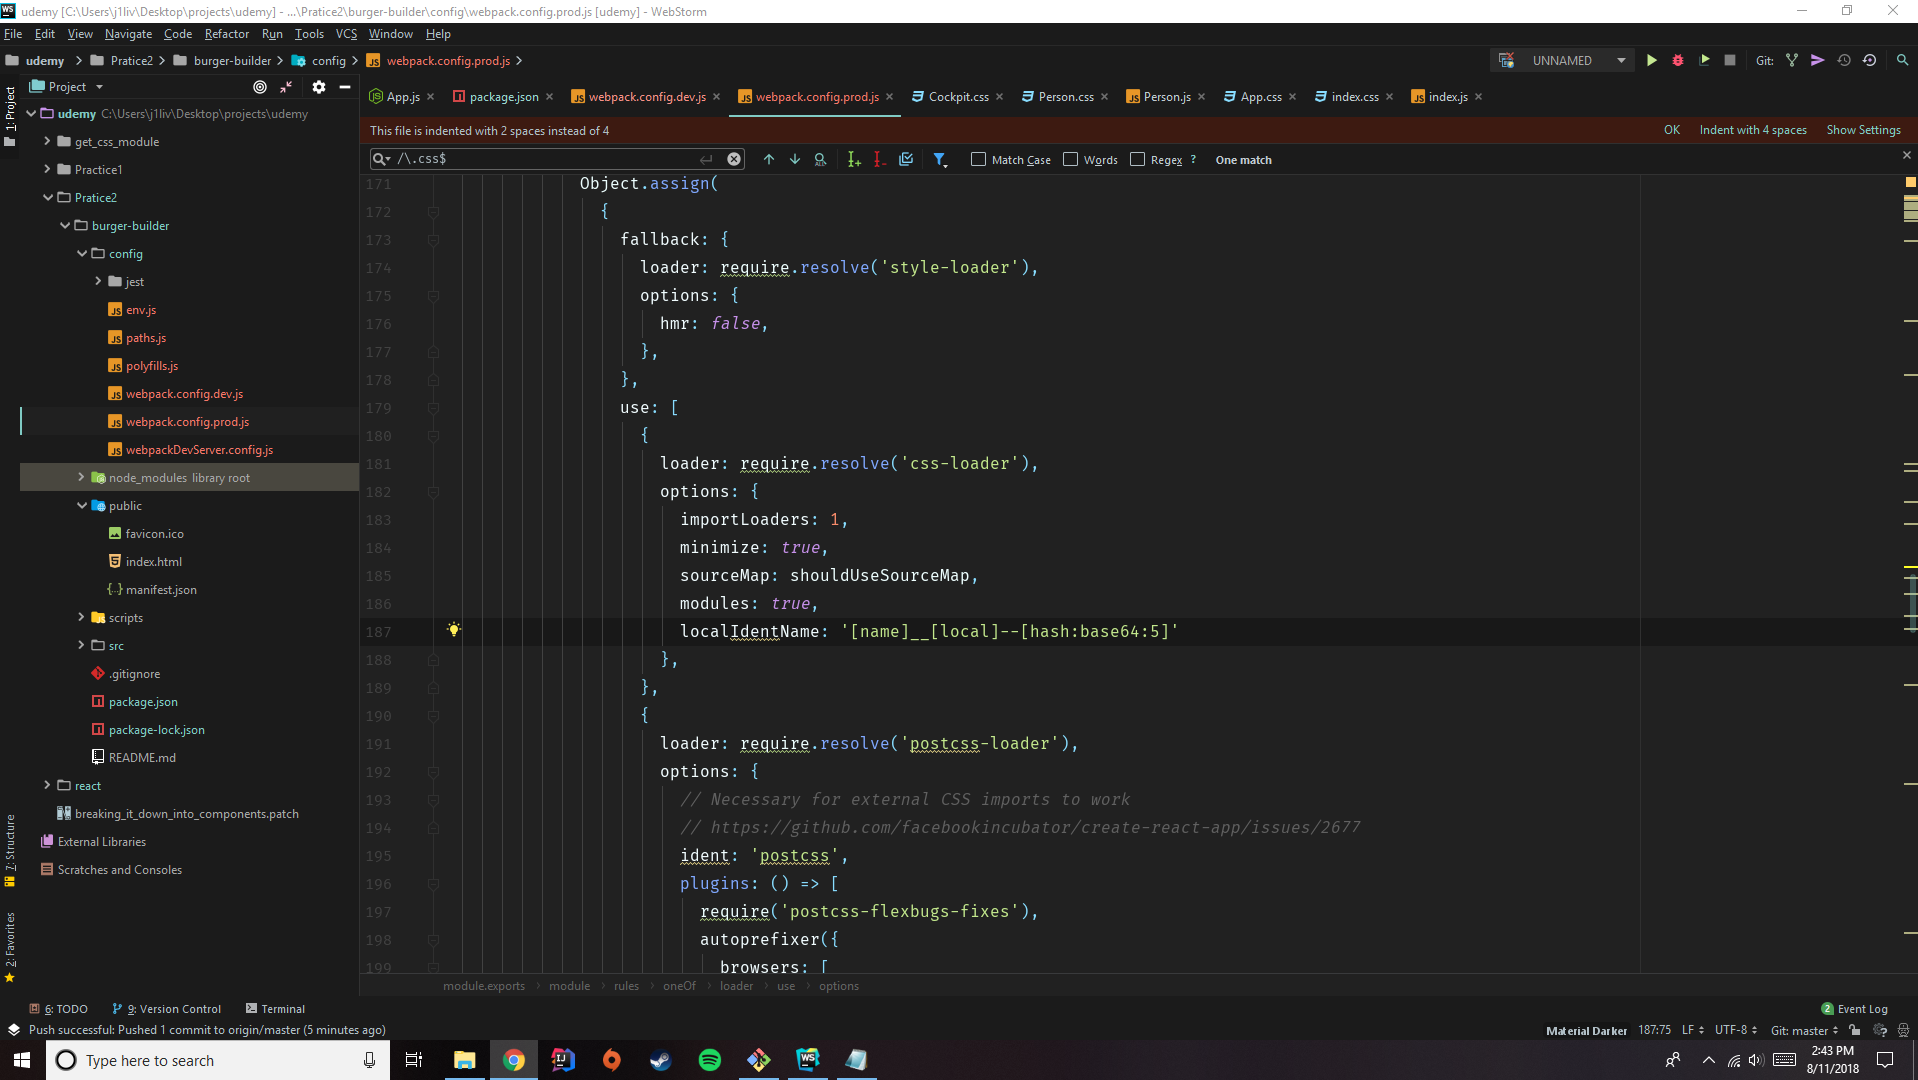 udemy [C:\Users\j1liv\Desktop\projects\udemy] - ...\Pratice2\burger-builder\config\webpack.config.prod.js [udemy] - WebStorm
File Edit View Navigate Code Refactor Run Tools VCS Window Help
udemy Pratice2 burger-builder config webpack.config.prod.js UNNAMED Git:
Project
App.js package.json webpack.config.dev.js webpack.config.prod.js Cockpit.css Person.css Person.js App.css index.css index.js
1: Project
udemy C:\Users\j1liv\Desktop\projects\udemy
get_css_module
Practice1
Pratice2
burger-builder
config
jest
env.js
paths.js
polyfills.js
webpack.config.dev.js
webpack.config.prod.js
webpackDevServer.config.js
node_modules library root
public
favicon.ico
index.html
manifest.json
scripts
src
.gitignore
package.json
package-lock.json
README.md
react
breaking_it_down_into_components.patch
External Libraries
Scratches and Consoles
7: Structure
2: Favorites
This file is indented with 2 spaces instead of 4 OK Indent with 4 spaces Show Settings
/\.css$ Match Case Words Regex ? One match
171 Object.assign(
172 {
173 fallback: {
174 loader: require.resolve('style-loader'),
175 options: {
176 hmr: false,
177 },
178 },
179 use: [
180 {
181 loader: require.resolve('css-loader'),
182 options: {
183 importLoaders: 1,
184 minimize: true,
185 sourceMap: shouldUseSourceMap,
186 modules: true,
187 localIdentName: '[name]__[local]--[hash:base64:5]'
188 },
189 },
190 {
191 loader: require.resolve('postcss-loader'),
192 options: {
193 // Necessary for external CSS imports to work
194 // https://github.com/facebookincubator/create-react-app/issues/2677
195 ident: 'postcss',
196 plugins: () => [
197 require('postcss-flexbugs-fixes'),
198 autoprefixer({
199 browsers: [
module.exports module rules oneOf loader use options
6: TODO 9: Version Control Terminal 2 Event Log
Push successful: Pushed 1 commit to origin/master (5 minutes ago) Material Darker 187:75 LF UTF-8 Git: master
Type here to search
2:43 PM
8/11/2018